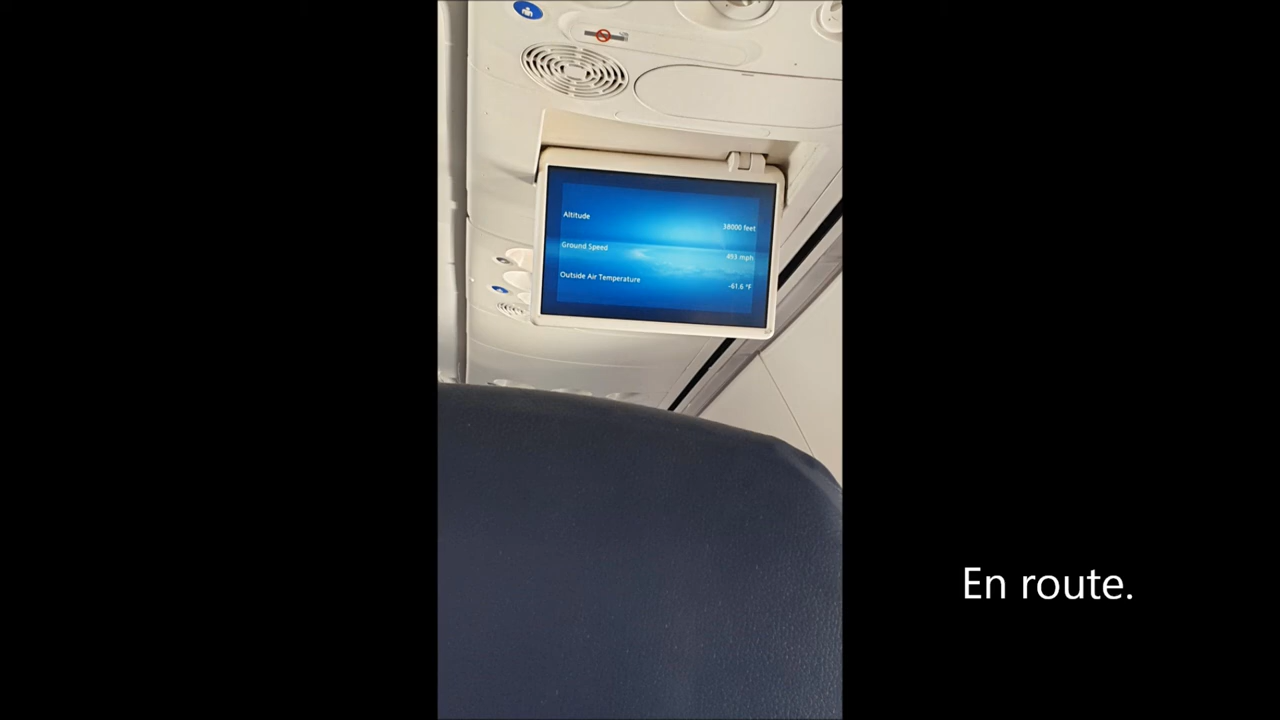 Altitude
38000 feet
Ground Speed
493 mph
Outside Air Temperature
-61.6 °F
En route.